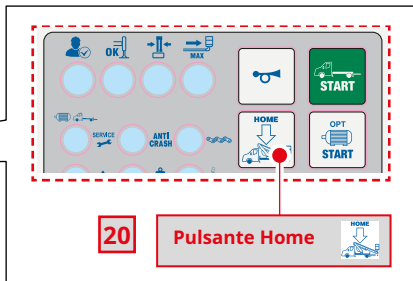 OK
MAX
START
SERVICE
ANTI
CRASH
HOME
OPT
START
20
Pulsante Home
HOME